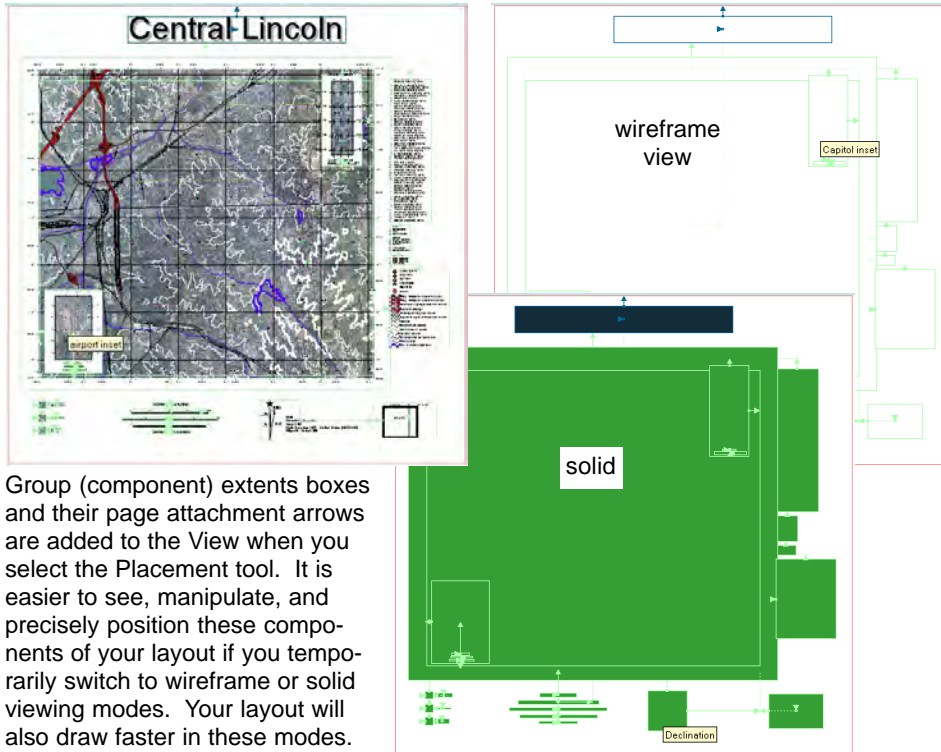 Central Lincoln
airport inset
wireframe
view
Capitol inset
solid
Declination
Group (component) extents boxes
and their page attachment arrows
are added to the View when you
select the Placement tool. It is
easier to see, manipulate, and
precisely position these compo-
nents of your layout if you tempo-
rarily switch to wireframe or solid
viewing modes. Your layout will
also draw faster in these modes.